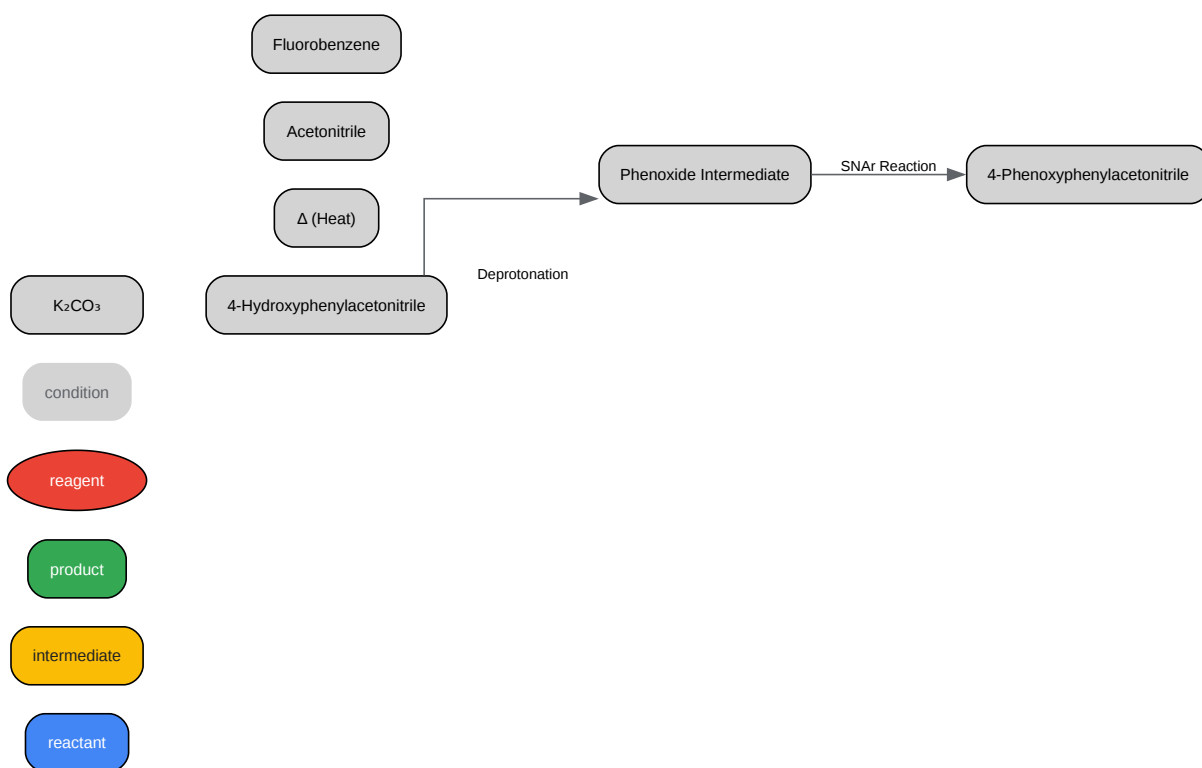 Fluorobenzene
Acetonitrile
Δ (Heat)
Phenoxide Intermediate
SNAr Reaction
4-Phenoxyphenylacetonitrile
Deprotonation
K₂CO₃
4-Hydroxyphenylacetonitrile
condition
reagent
product
intermediate
reactant